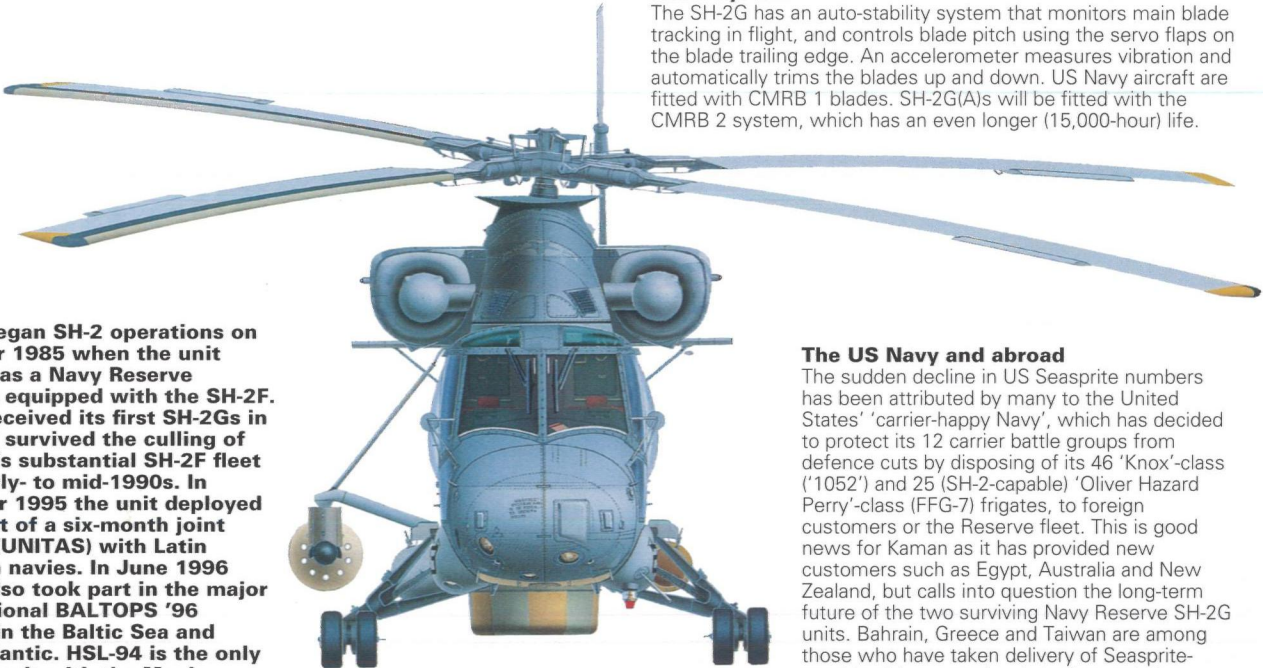 The SH-2G has an auto-stability system that monitors main blade
tracking in flight, and controls blade pitch using the servo flaps on
the blade trailing edge. An accelerometer measures vibration and
automatically trims the blades up and down. US Navy aircraft are
fitted with CMRB 1 blades. SH-2G(A)s will be fitted with the
CMRB 2 system, which has an even longer (15,000-hour) life.
egan SH-2 operations on
r 1985 when the unit
as a Navy Reserve
equipped with the SH-2F.
eceived its first SH-2Gs in
survived the culling of
s substantial SH-2F fleet
ly- to mid-1990s. In
r 1995 the unit deployed
t of a six-month joint
UNITAS) with Latin
navies. In June 1996
so took part in the major
ional BALTOPS '96
n the Baltic Sea and
antic. HSL-94 is the only
The US Navy and abroad
The sudden decline in US Seasprite numbers
has been attributed by many to the United
States' 'carrier-happy Navy', which has decided
to protect its 12 carrier battle groups from
defence cuts by disposing of its 46 'Knox'-class
('1052') and 25 (SH-2-capable) 'Oliver Hazard
Perry'-class (FFG-7) frigates, to foreign
customers or the Reserve fleet. This is good
news for Kaman as it has provided new
customers such as Egypt, Australia and New
Zealand, but calls into question the long-term
future of the two surviving Navy Reserve SH-2G
units. Bahrain, Greece and Taiwan are among
those who have taken delivery of Seasprite-